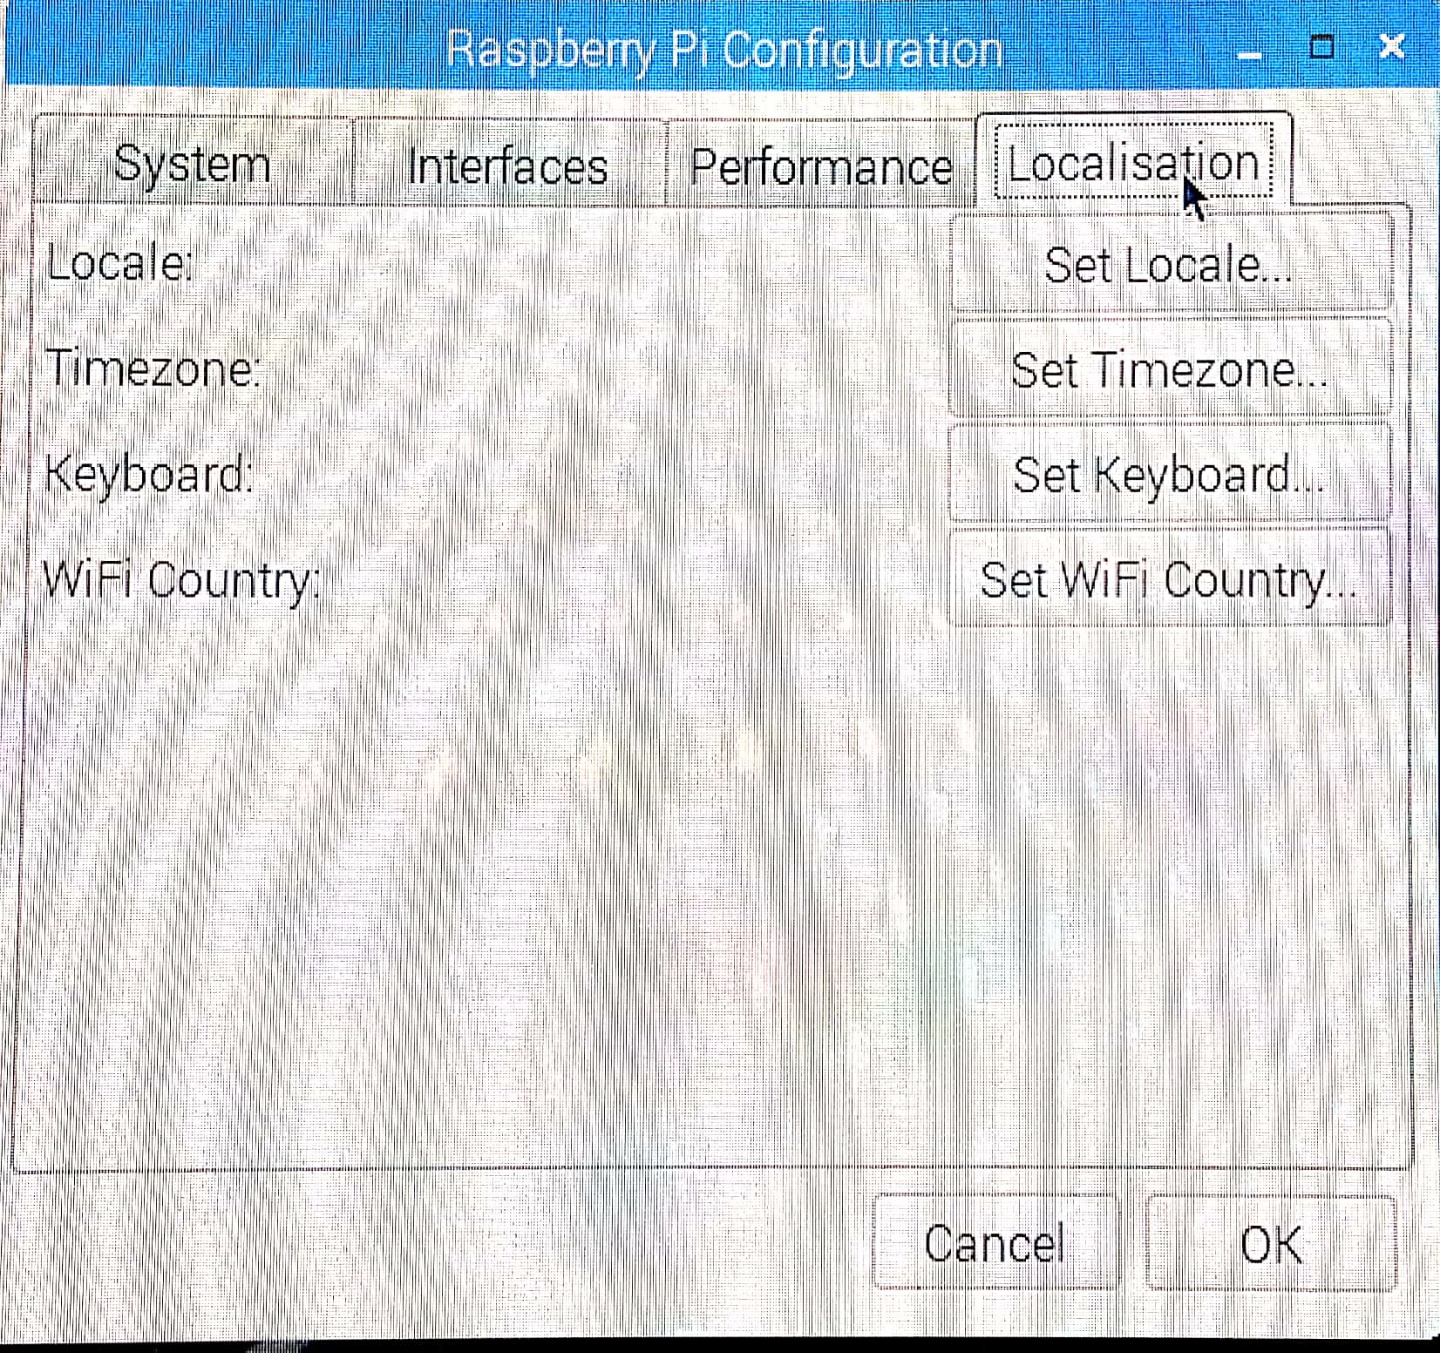 Raspberry Pi Configuration
System Interfaces Performance Localisation
Locale: Set Locale...
Timezone: Set Timezone...
Keyboard: Set Keyboard...
WiFi Country: Set WiFi Country...
Cancel OK